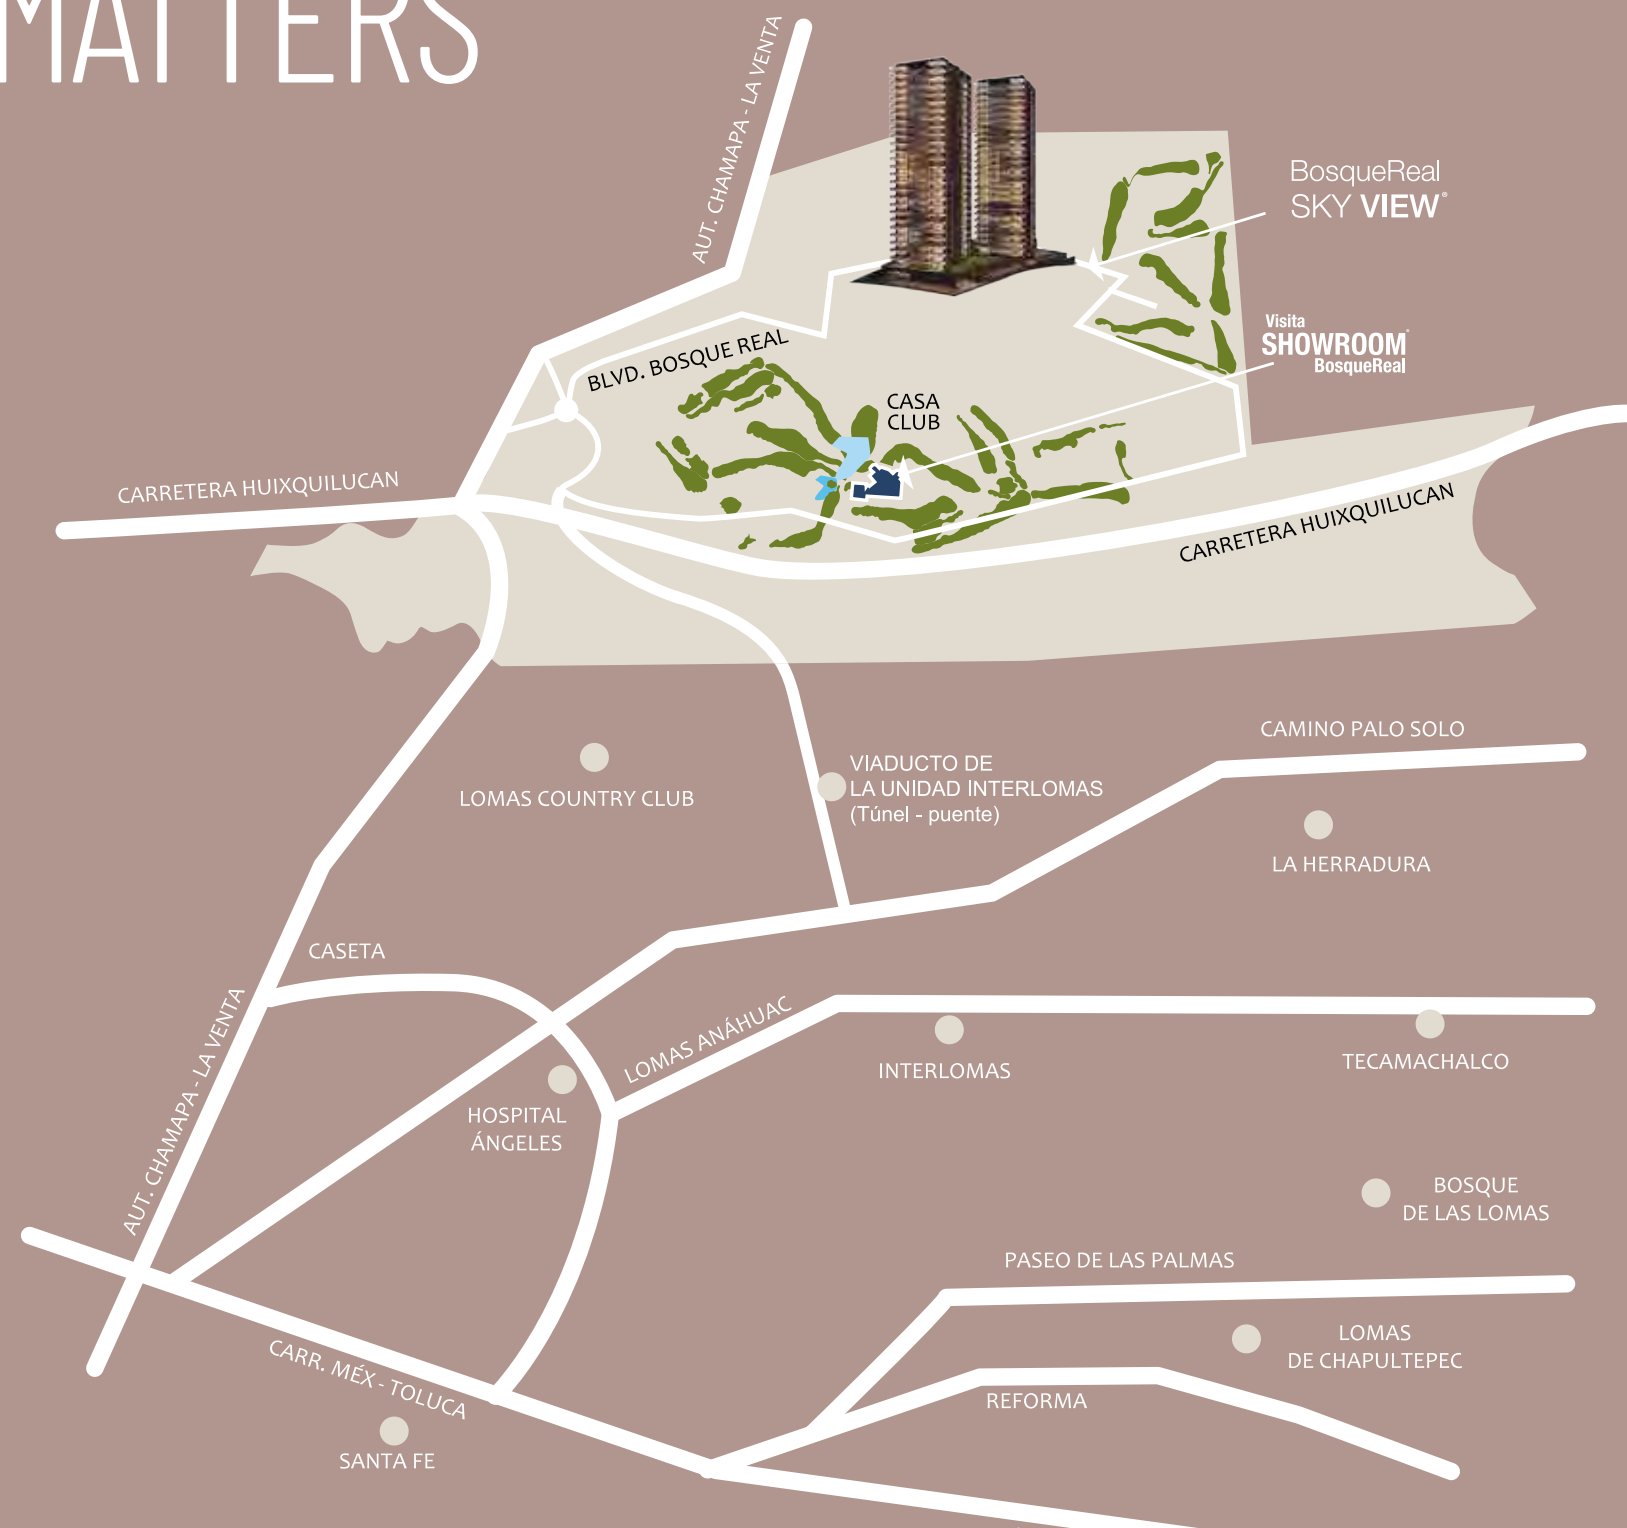 MATTERS
AUT. CHAMAPA - LA VENTA
BosqueReal
SKY VIEW®
Visita
SHOWROOM
BosqueReal
BLVD. BOSQUE REAL
CASA
CLUB
CARRETERA HUIXQUILUCAN
CARRETERA HUIXQUILUCAN
CAMINO PALO SOLO
VIADUCTO DE
LA UNIDAD INTERLOMAS
(Túnel - puente)
LOMAS COUNTRY CLUB
LA HERRADURA
CASETA
LOMAS ANÁHUAC
AUT. CHAMAPA - LA VENTA
INTERLOMAS
TECAMACHALCO
HOSPITAL
ÁNGELES
BOSQUE
DE LAS LOMAS
PASEO DE LAS PALMAS
LOMAS
DE CHAPULTEPEC
CARR. MÉX - TOLUCA
REFORMA
SANTA FE